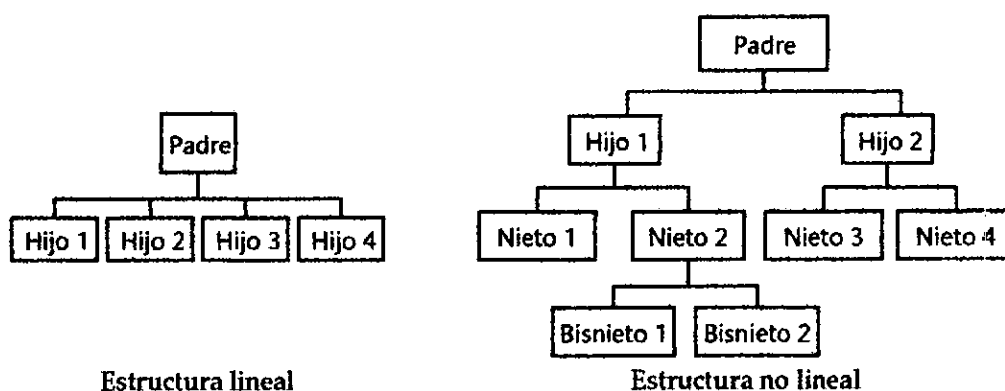 Padre
Hijo 1 Hijo 2 Hijo 3 Hijo 4
Estructura lineal
Padre
Hijo 1 Hijo 2
Nieto 1 Nieto 2 Nieto 3 Nieto 4
Bisnieto 1 Bisnieto 2
Estructura no lineal